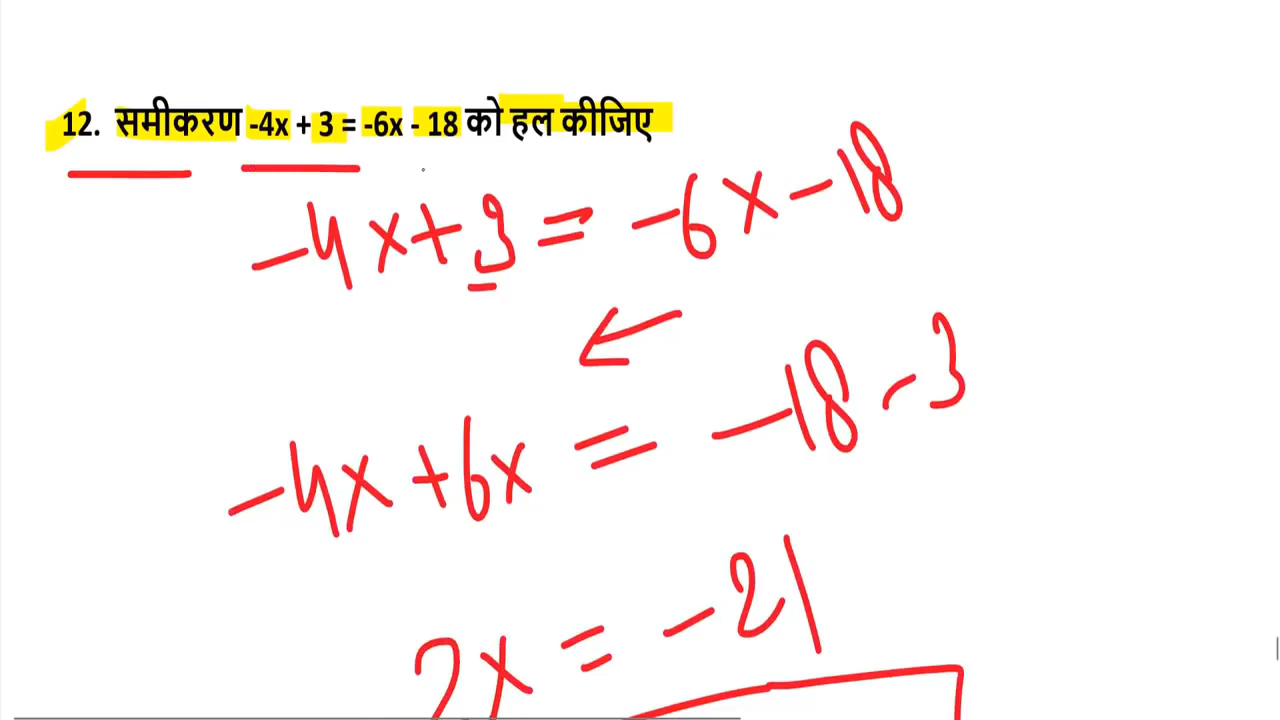 12. समीकरण -4x + 3 = -6x - 18 को हल कीजिए
-4x+3 = -6x-18
-4x+6x = -18-3
2x = -21